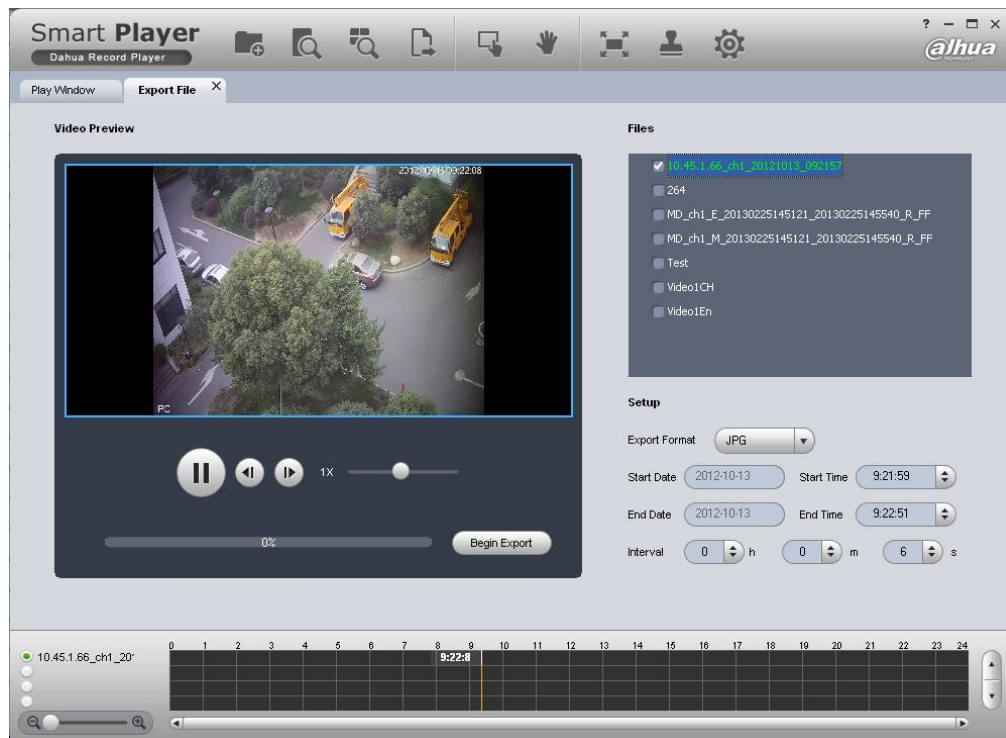 Smart Player
Dahua Record Player
?
alhua
TECHNOLOGY
Play Window
Export File
Video Preview
Files
09:22:08
PC
10.45.1.66_ch1_20121013_092157
264
MD_ch1_E_20130225145121_20130225145540_R_FF
MD_ch1_M_20130225145121_20130225145540_R_FF
Test
Video1CH
Video1En
1X
0%
Begin Export
Setup
Export Format JPG
Start Date 2012-10-13 Start Time 9:21:59
End Date 2012-10-13 End Time 9:22:51
Interval 0 h 0 m 6 s
10.45.1.66_ch1_20
0 1 2 3 4 5 6 7 8 9 10 11 12 13 14 15 16 17 18 19 20 21 22 23 24
9:22:8